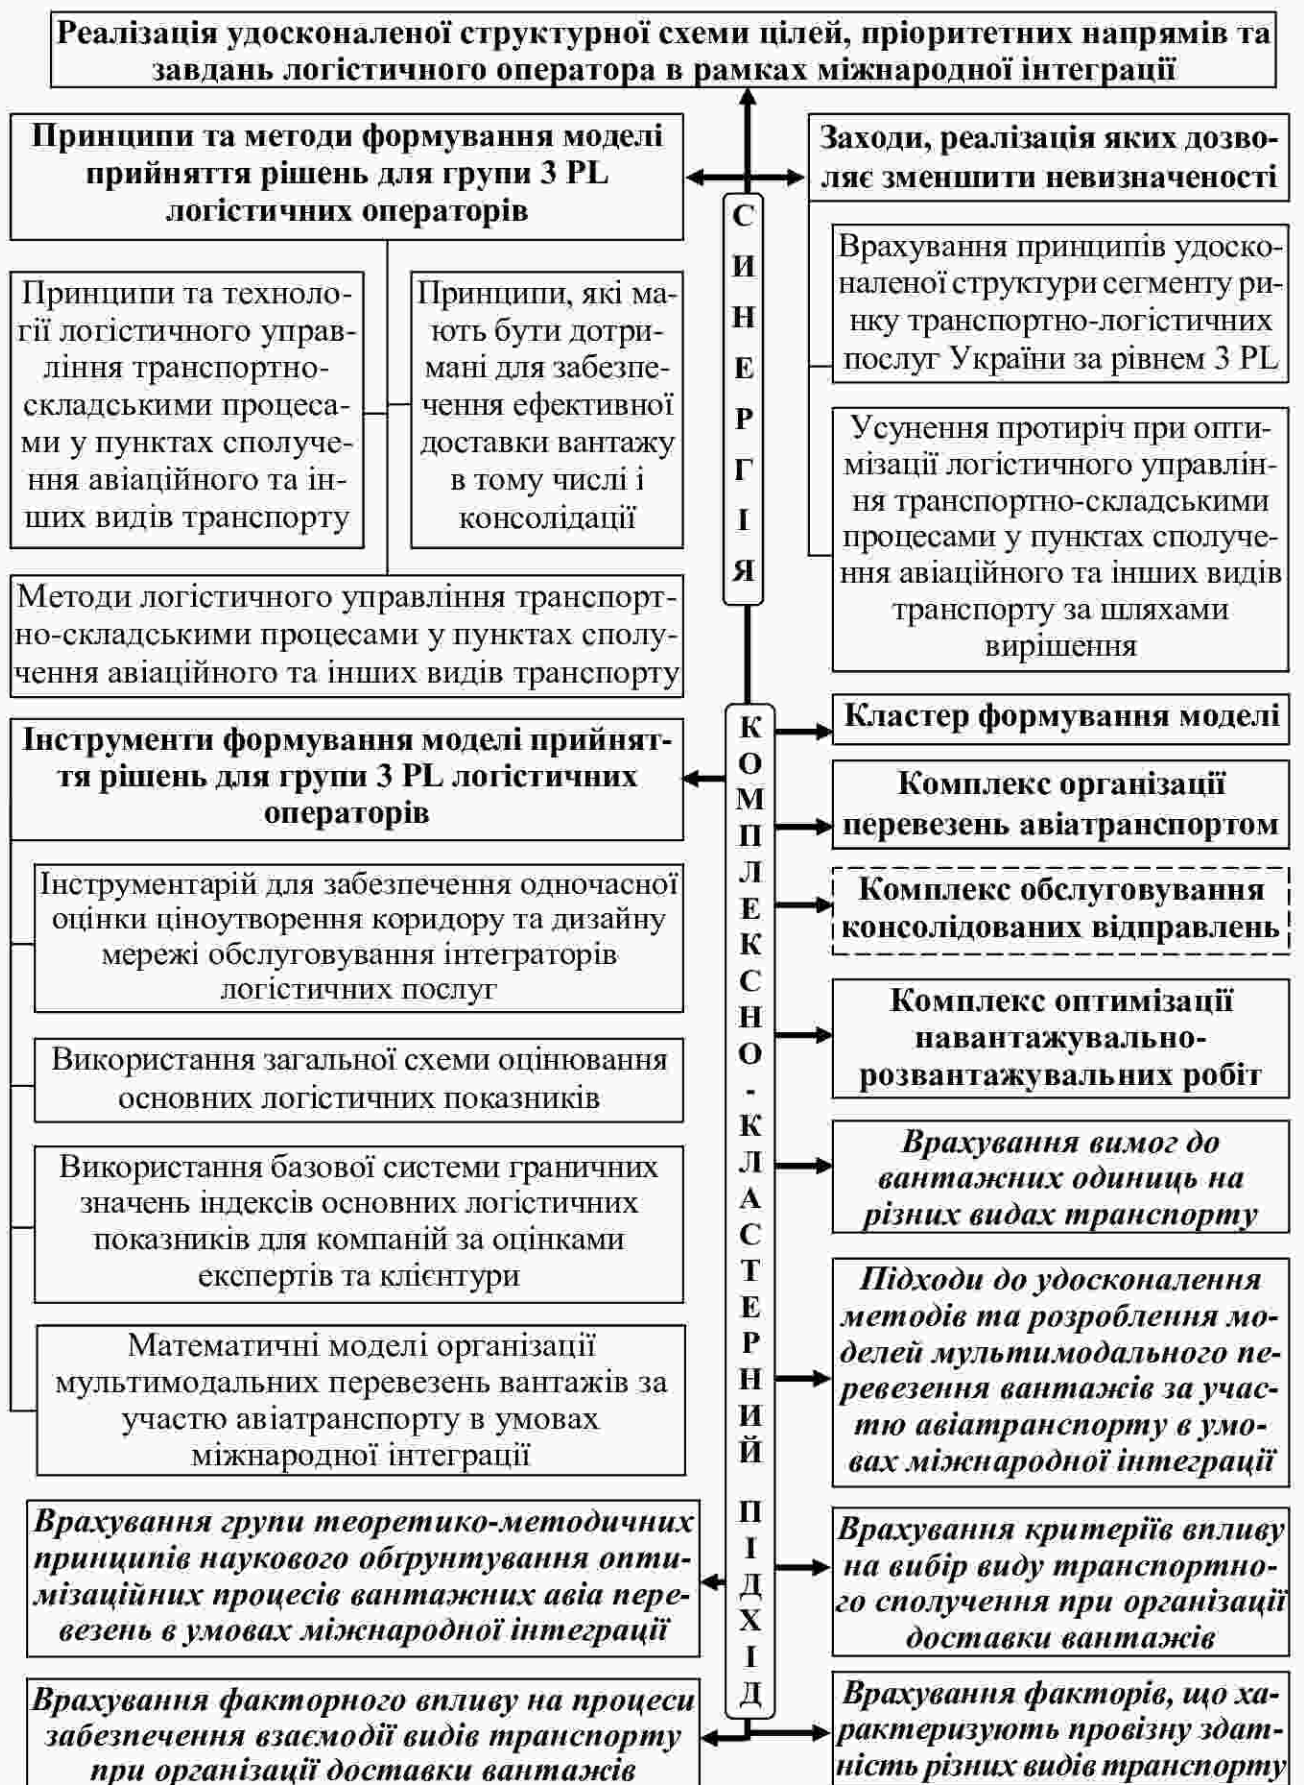 Реалізація удосконаленої структурної схеми цілей, пріоритетних напрямів та
завдань логістичного оператора в рамках міжнародної інтеграції
Принципи та методи формування моделі
прийняття рішень для групи 3 PL
логістичних операторів
Принципи та техноло-
гії логістичного управ-
ління транспортно-
складськими процеса-
ми у пунктах сполуче-
ння авіаційного та ін-
ших видів транспорту
Принципи, які ма-
ють бути дотри-
мані для забезпе-
чення ефективної
доставки вантажу
в тому числі і
консолідації
Методи логістичного управління транспорт-
но-складськими процесами у пунктах сполу-
чення авіаційного та інших видів транспорту
СИНЕРГІЯ
Заходи, реалізація яких дозво-
ляє зменшити невизначеності
Врахування принципів удоско-
наленої структури сегменту ри-
нку транспортно-логістичних
послуг України за рівнем 3 PL
Усунення протиріч при опти-
мізації логістичного управлін-
ня транспортно-складськими
процесами у пунктах сполуче-
ння авіаційного та інших видів
транспорту за шляхами
вирішення
Інструменти формування моделі прийнят-
тя рішень для групи 3 PL логістичних
операторів
Інструментарій для забезпечення одночасної
оцінки ціноутворення коридору та дизайну
мережі обслуговування інтеграторів
логістичних послуг
Використання загальної схеми оцінювання
основних логістичних показників
Використання базової системи граничних
значень індексів основних логістичних
показників для компаній за оцінками
експертів та клієнтури
Математичні моделі організації
мультимодальних перевезень вантажів за
участю авіатранспорту в умовах
міжнародної інтеграції
Врахування групи теоретико-методичних
принципів наукового обґрунтування опти-
мізаційних процесів вантажних авіа пере-
везень в умовах міжнародної інтеграції
Врахування факторного впливу на процеси
забезпечення взаємодії видів транспорту
при організації доставки вантажів
КОМПЛЕКСНО-КЛАСТЕРНИЙ ПІДХІД
Кластер формування моделі
Комплекс організації
перевезень авіатранспортом
Комплекс обслуговування
консолідованих відправлень
Комплекс оптимізації
навантажувально-
розвантажувальних робіт
Врахування вимог до
вантажних одиниць на
різних видах транспорту
Підходи до удосконалення
методів та розроблення мо-
делей мультимодального пе-
ревезення вантажів за учас-
тю авіатранспорту в умо-
вах міжнародної інтеграції
Врахування критеріїв впливу
на вибір виду транспортно-
го сполучення при організації
доставки вантажів
Врахування факторів, що ха-
рактеризують провізну здат-
ність різних видів транспорту